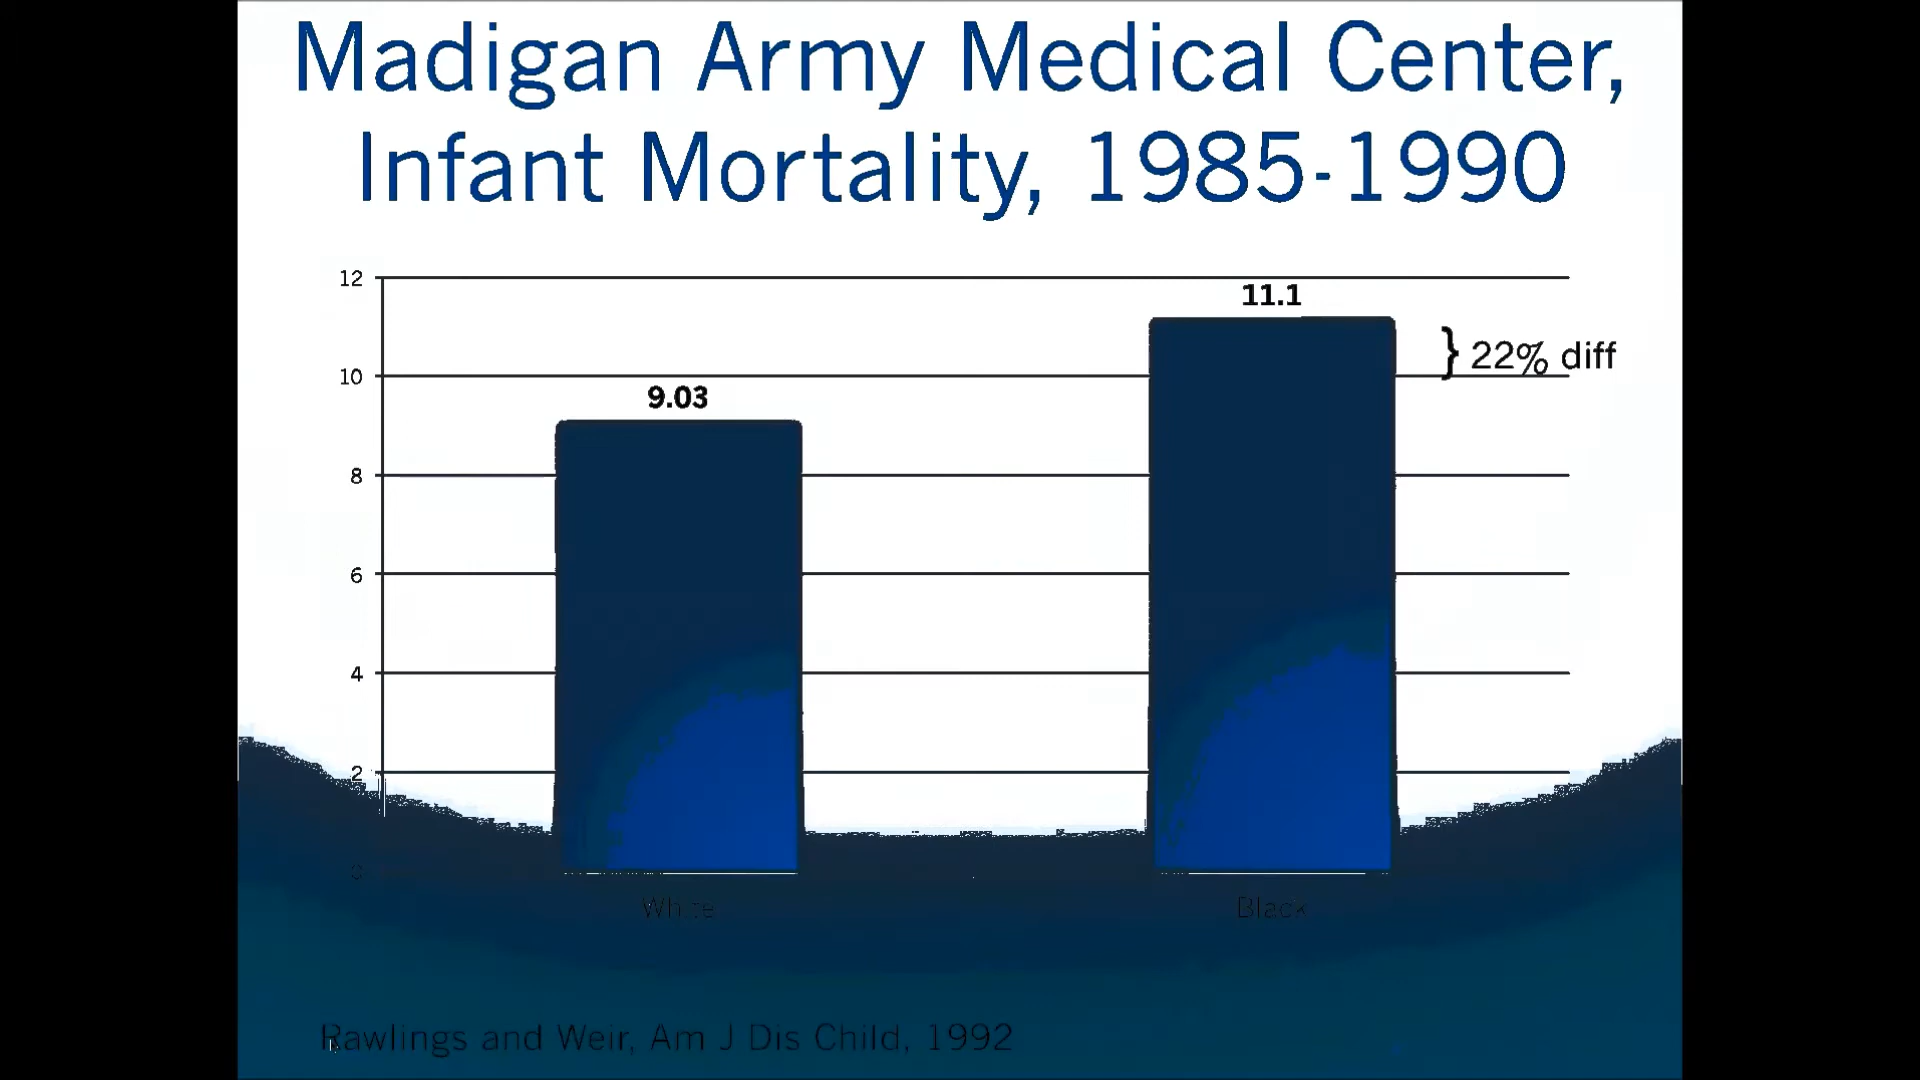 Madigan Army Medical Center,
Infant Mortality, 1985-1990
12
11.1
} 22% diff
10
9.03
8
6
4
2
0
White
Black
Rawlings and Weir, Am J Dis Child, 1992